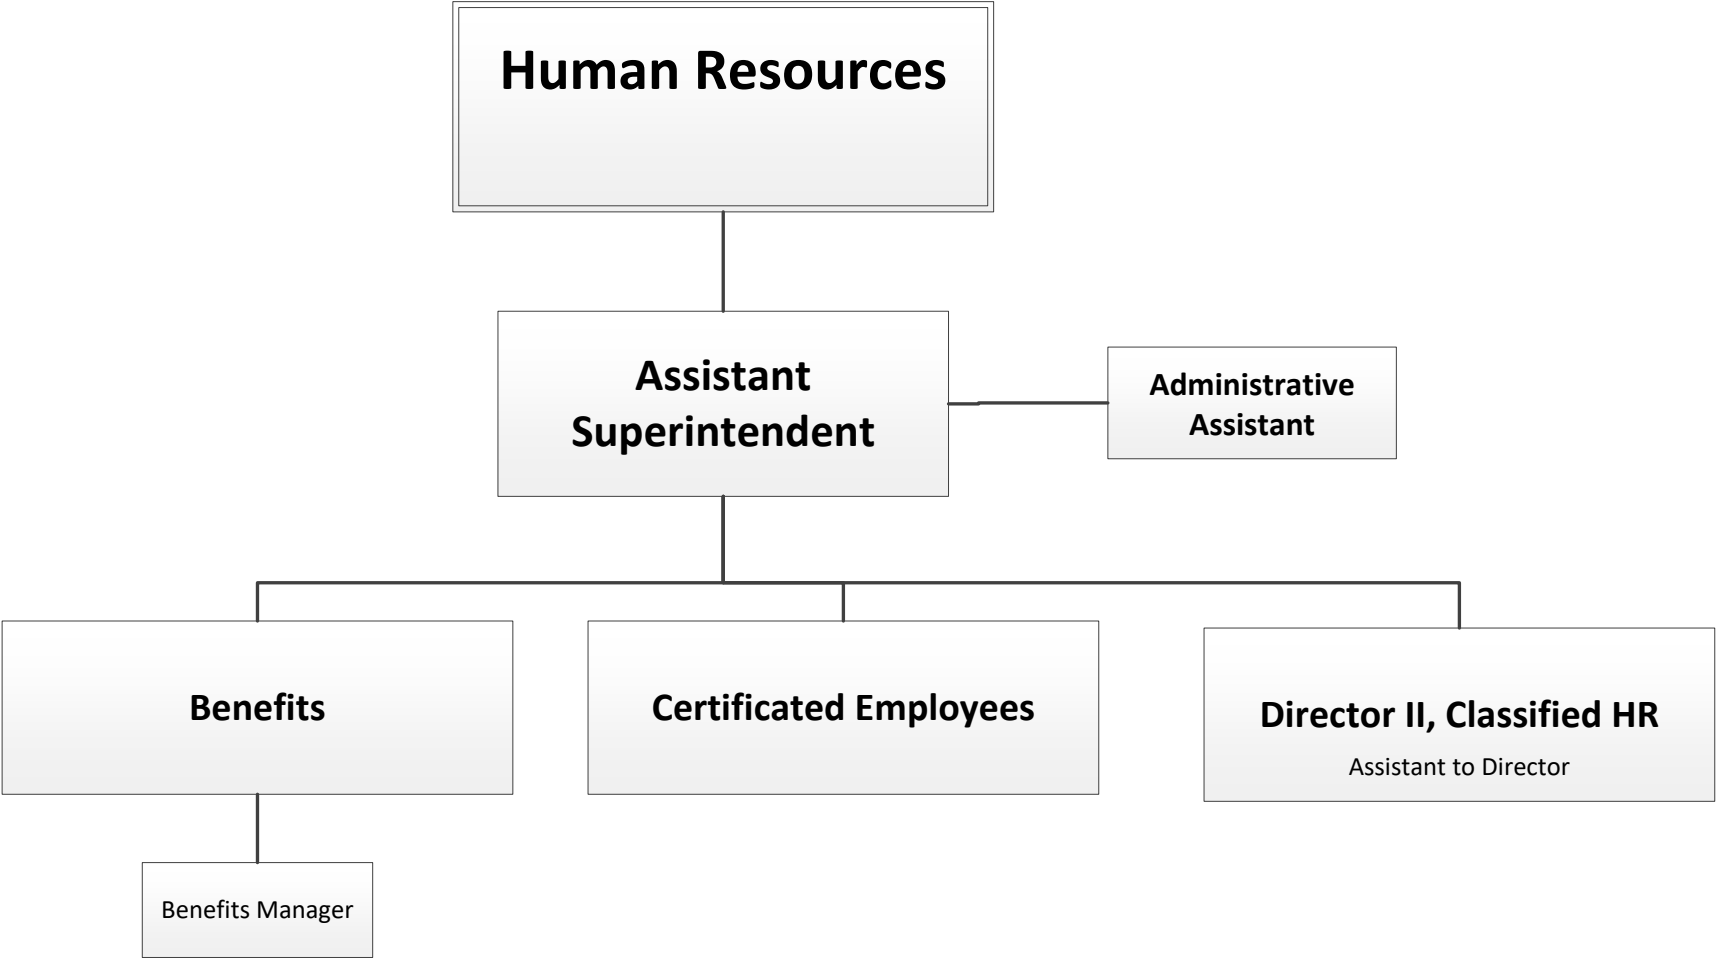 Human Resources
Assistant
Superintendent
Administrative
Assistant
Benefits
Certificated Employees
Director II, Classified HR
Assistant to Director
Benefits Manager